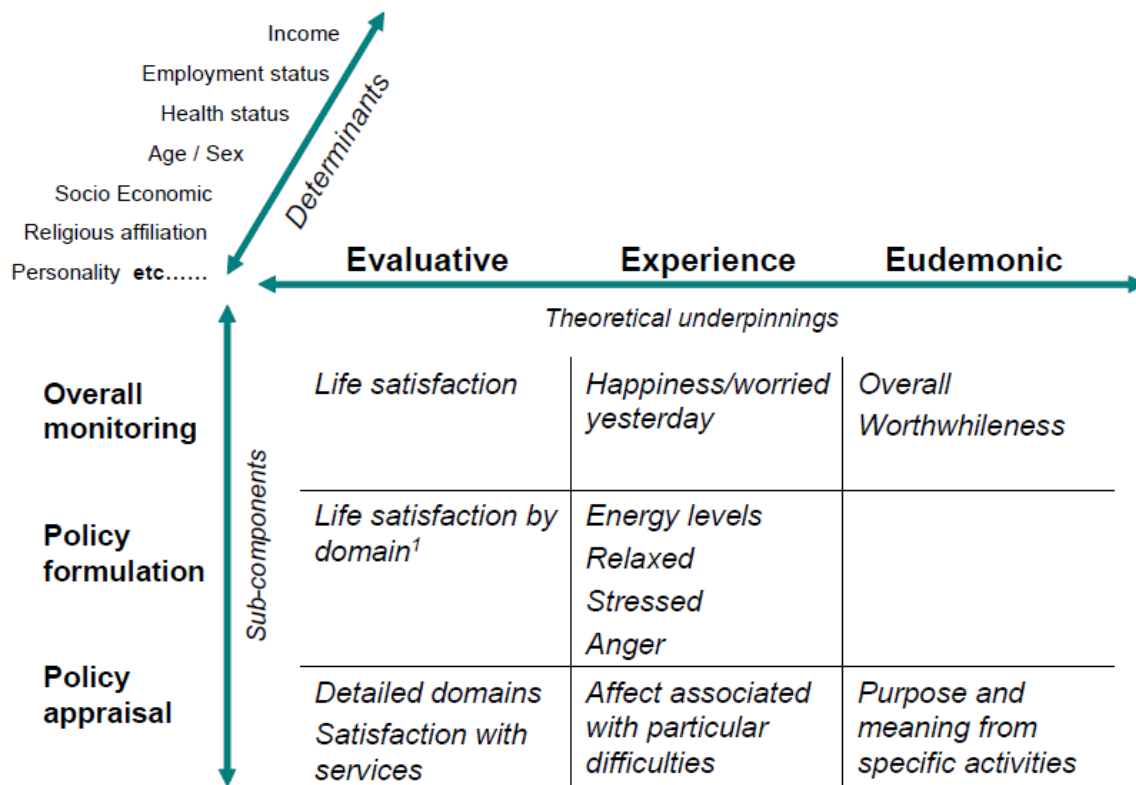 Income
Employment status
Health status
Age / Sex
Socio Economic
Religious affiliation
Personality etc......
Determinants
Evaluative
Experience
Eudemonic
Theoretical underpinnings
Sub-components
Overall
monitoring
Life satisfaction
Happiness/worried
yesterday
Overall
Worthwhileness
Policy
formulation
Life satisfaction by
domain¹
Energy levels
Relaxed
Stressed
Anger
Policy
appraisal
Detailed domains
Satisfaction with
services
Affect associated
with particular
difficulties
Purpose and
meaning from
specific activities